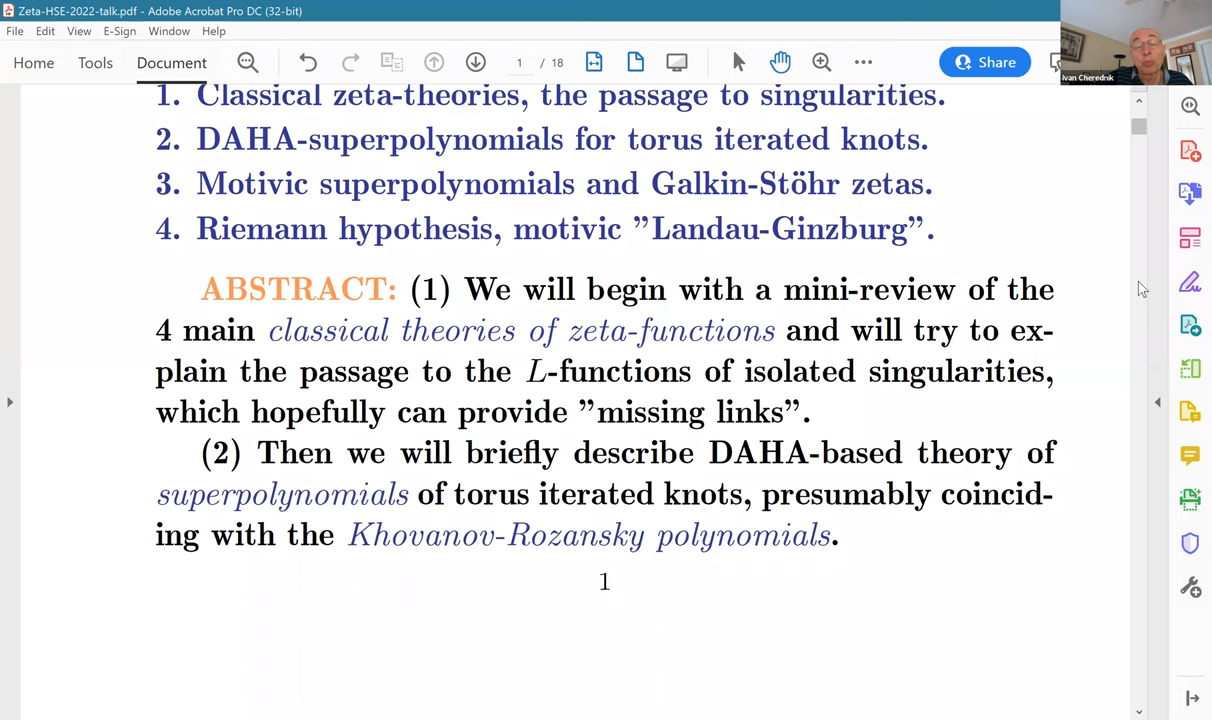 Zeta-HSE-2022-talk.pdf - Adobe Acrobat Pro DC (32-bit)
File Edit View E-Sign Window Help
Home Tools Document 1 / 18 Share
Ivan Cherednik
1. Classical zeta-theories, the passage to singularities.
2. DAHA-superpolynomials for torus iterated knots.
3. Motivic superpolynomials and Galkin-Stöhr zetas.
4. Riemann hypothesis, motivic ”Landau-Ginzburg”.
ABSTRACT: (1) We will begin with a mini-review of the
4 main classical theories of zeta-functions and will try to ex-
plain the passage to the L-functions of isolated singularities,
which hopefully can provide ”missing links”.
(2) Then we will briefly describe DAHA-based theory of
superpolynomials of torus iterated knots, presumably coincid-
ing with the Khovanov-Rozansky polynomials.
1